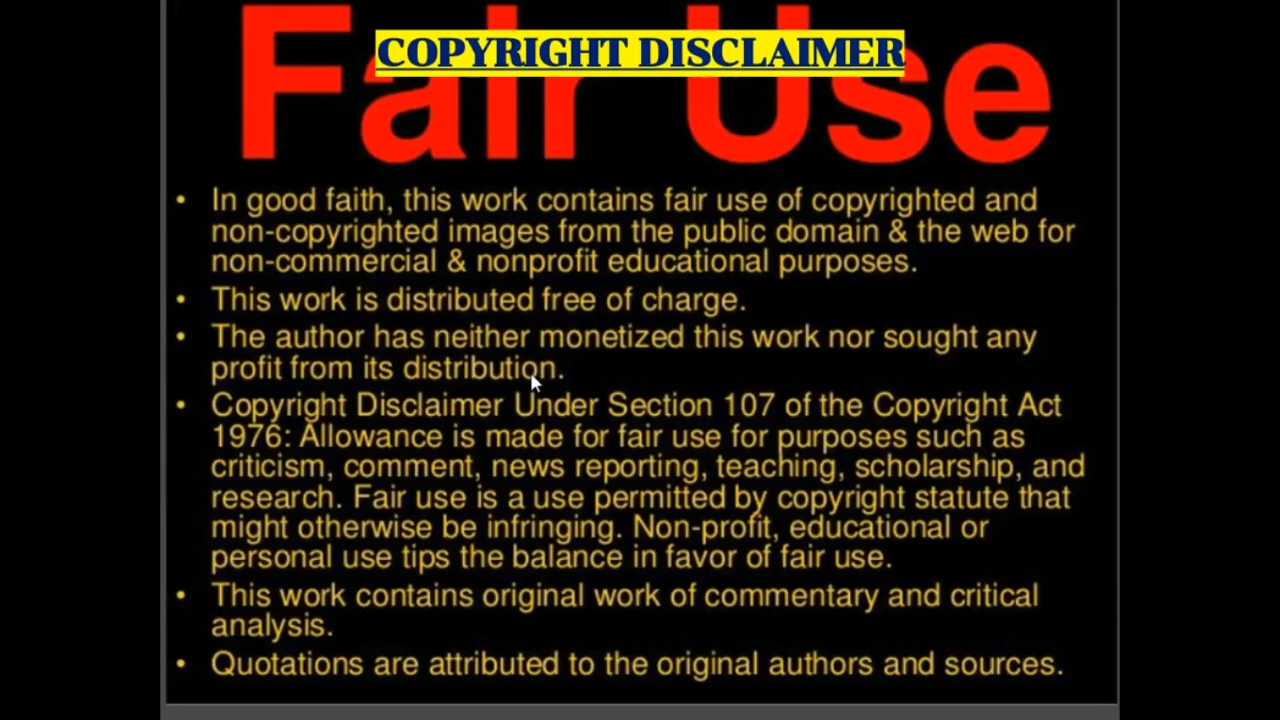 Fair Use
COPYRIGHT DISCLAIMER
• In good faith, this work contains fair use of copyrighted and
non-copyrighted images from the public domain & the web for
non-commercial & nonprofit educational purposes.
• This work is distributed free of charge.
• The author has neither monetized this work nor sought any
profit from its distribution.
• Copyright Disclaimer Under Section 107 of the Copyright Act
1976: Allowance is made for fair use for purposes such as
criticism, comment, news reporting, teaching, scholarship, and
research. Fair use is a use permitted by copyright statute that
might otherwise be infringing. Non-profit, educational or
personal use tips the balance in favor of fair use.
• This work contains original work of commentary and critical
analysis.
• Quotations are attributed to the original authors and sources.